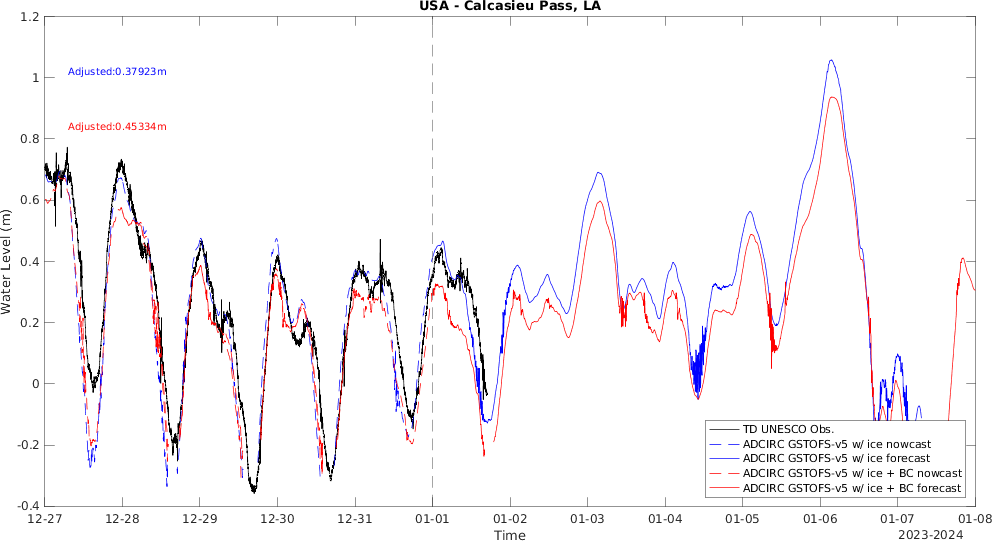 USA - Calcasieu Pass, LA
Water Level (m)
1.2
1
0.8
0.6
0.4
0.2
0
-0.2
-0.4
Adjusted:0.37923m
Adjusted:0.45334m
TD UNESCO Obs.
ADCIRC GSTOFS-v5 w/ ice nowcast
ADCIRC GSTOFS-v5 w/ ice forecast
ADCIRC GSTOFS-v5 w/ ice + BC nowcast
ADCIRC GSTOFS-v5 w/ ice + BC forecast
12-27 12-28 12-29 12-30 12-31 01-01 01-02 01-03 01-04 01-05 01-06 01-07 01-08
Time
2023-2024